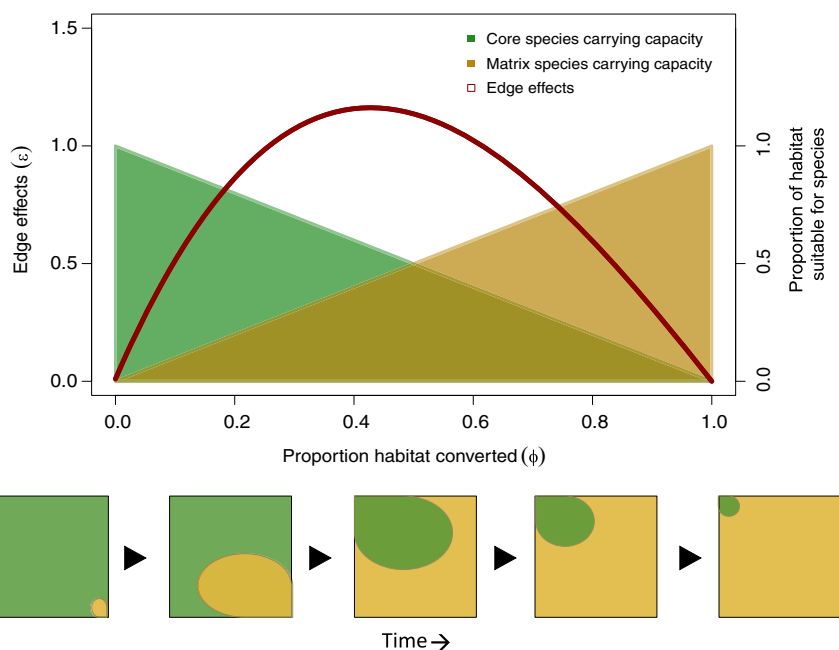 1.5
1.0
0.5
0.0
Edge effects (ε)
Core species carrying capacity
Matrix species carrying capacity
Edge effects
1.0
0.5
0.0
Proportion of habitat
suitable for species
0.0 0.2 0.4 0.6 0.8 1.0
Proportion habitat converted (ϕ)
Time→